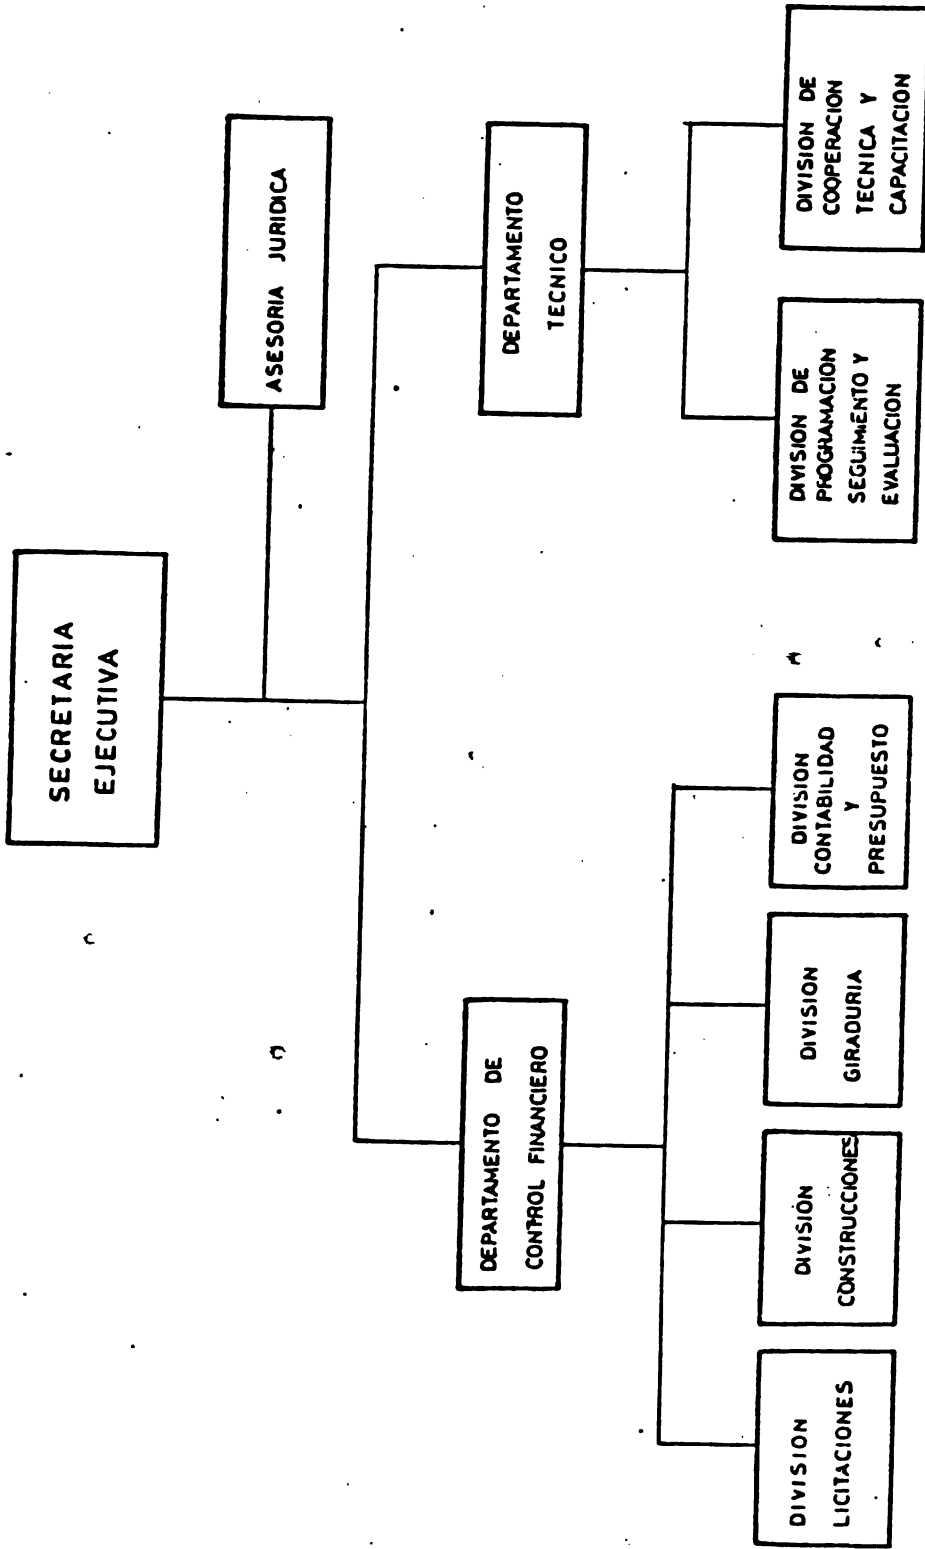 SECRETARIA
EJECUTIVA
ASESORIA JURIDICA
DEPARTAMENTO DE
CONTROL FINANCIERO
DEPARTAMENTO
TECNICO
DIVISION
LICITACIONES
DIVISION
CONSTRUCCIONES
DIVISION
GIRADURIA
DIVISION
CONTABILIDAD
Y
PRESUPUESTO
DIVISION DE
PROGRAMACION
SEGUIMIENTO Y
EVALUACION
DIVISION DE
COOPERACION
TECNICA Y
CAPACITACION